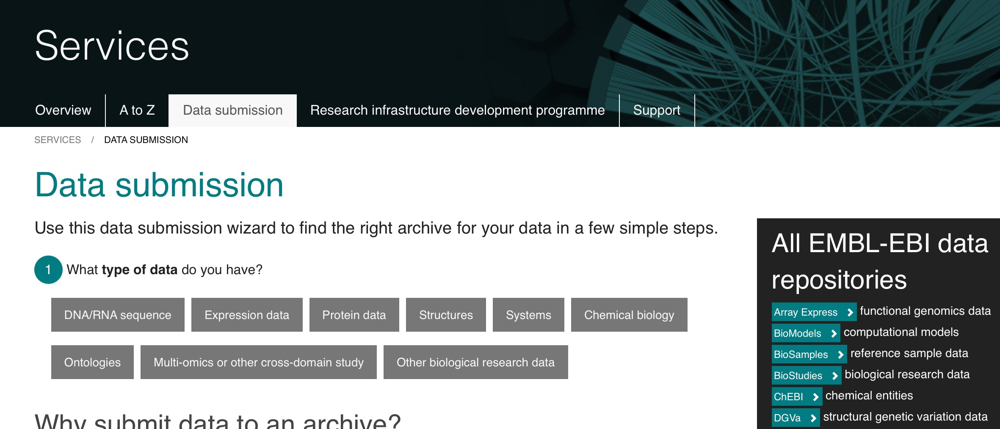 Services
Overview
A to Z
Data submission
Research infrastructure development programme
Support
SERVICES / DATA SUBMISSION
Data submission
Use this data submission wizard to find the right archive for your data in a few simple steps.
1 What type of data do you have?
DNA/RNA sequence
Expression data
Protein data
Structures
Systems
Chemical biology
Ontologies
Multi-omics or other cross-domain study
Other biological research data
Why submit data to an archive?
All EMBL-EBI data
repositories
Array Express functional genomics data
BioModels computational models
BioSamples reference sample data
BioStudies biological research data
ChEBI chemical entities
DGVa structural genetic variation data